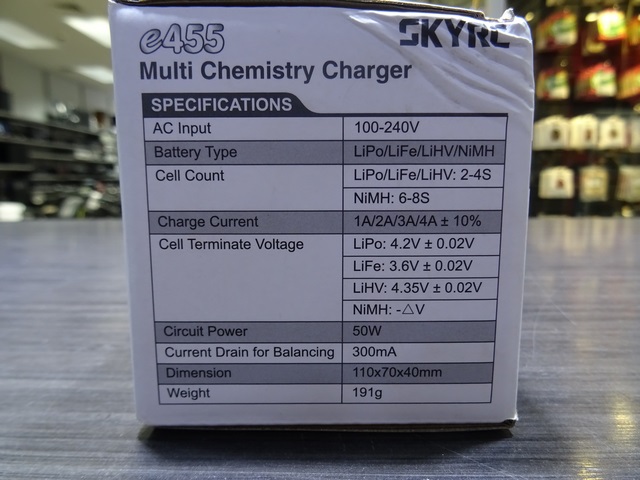 e455
SKYRC
Multi Chemistry Charger
SPECIFICATIONS
AC Input 100-240V
Battery Type LiPo/LiFe/LiHV/NiMH
Cell Count LiPo/LiFe/LiHV: 2-4S
NiMH: 6-8S
Charge Current 1A/2A/3A/4A ± 10%
Cell Terminate Voltage LiPo: 4.2V ± 0.02V
LiFe: 3.6V ± 0.02V
LiHV: 4.35V ± 0.02V
NiMH: -△V
Circuit Power 50W
Current Drain for Balancing 300mA
Dimension 110x70x40mm
Weight 191g